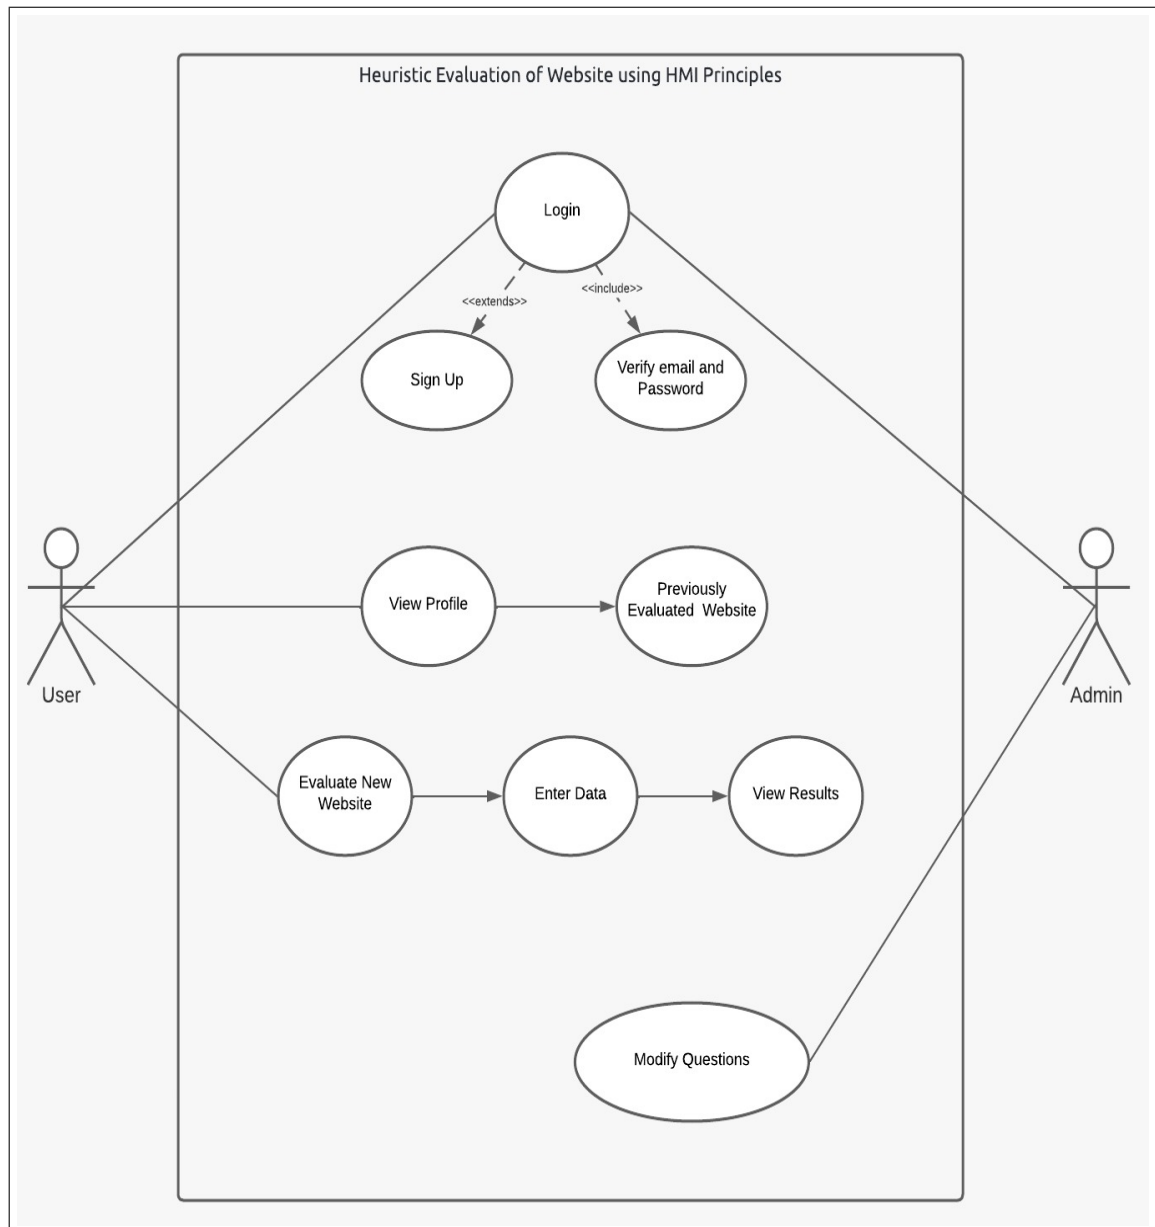 Heuristic Evaluation of Website using HMI Principles
Login
<<extends>>
<<include>>
Sign Up
Verify email and
Password
User
View Profile
Previously
Evaluated Website
Admin
Evaluate New
Website
Enter Data
View Results
Modify Questions